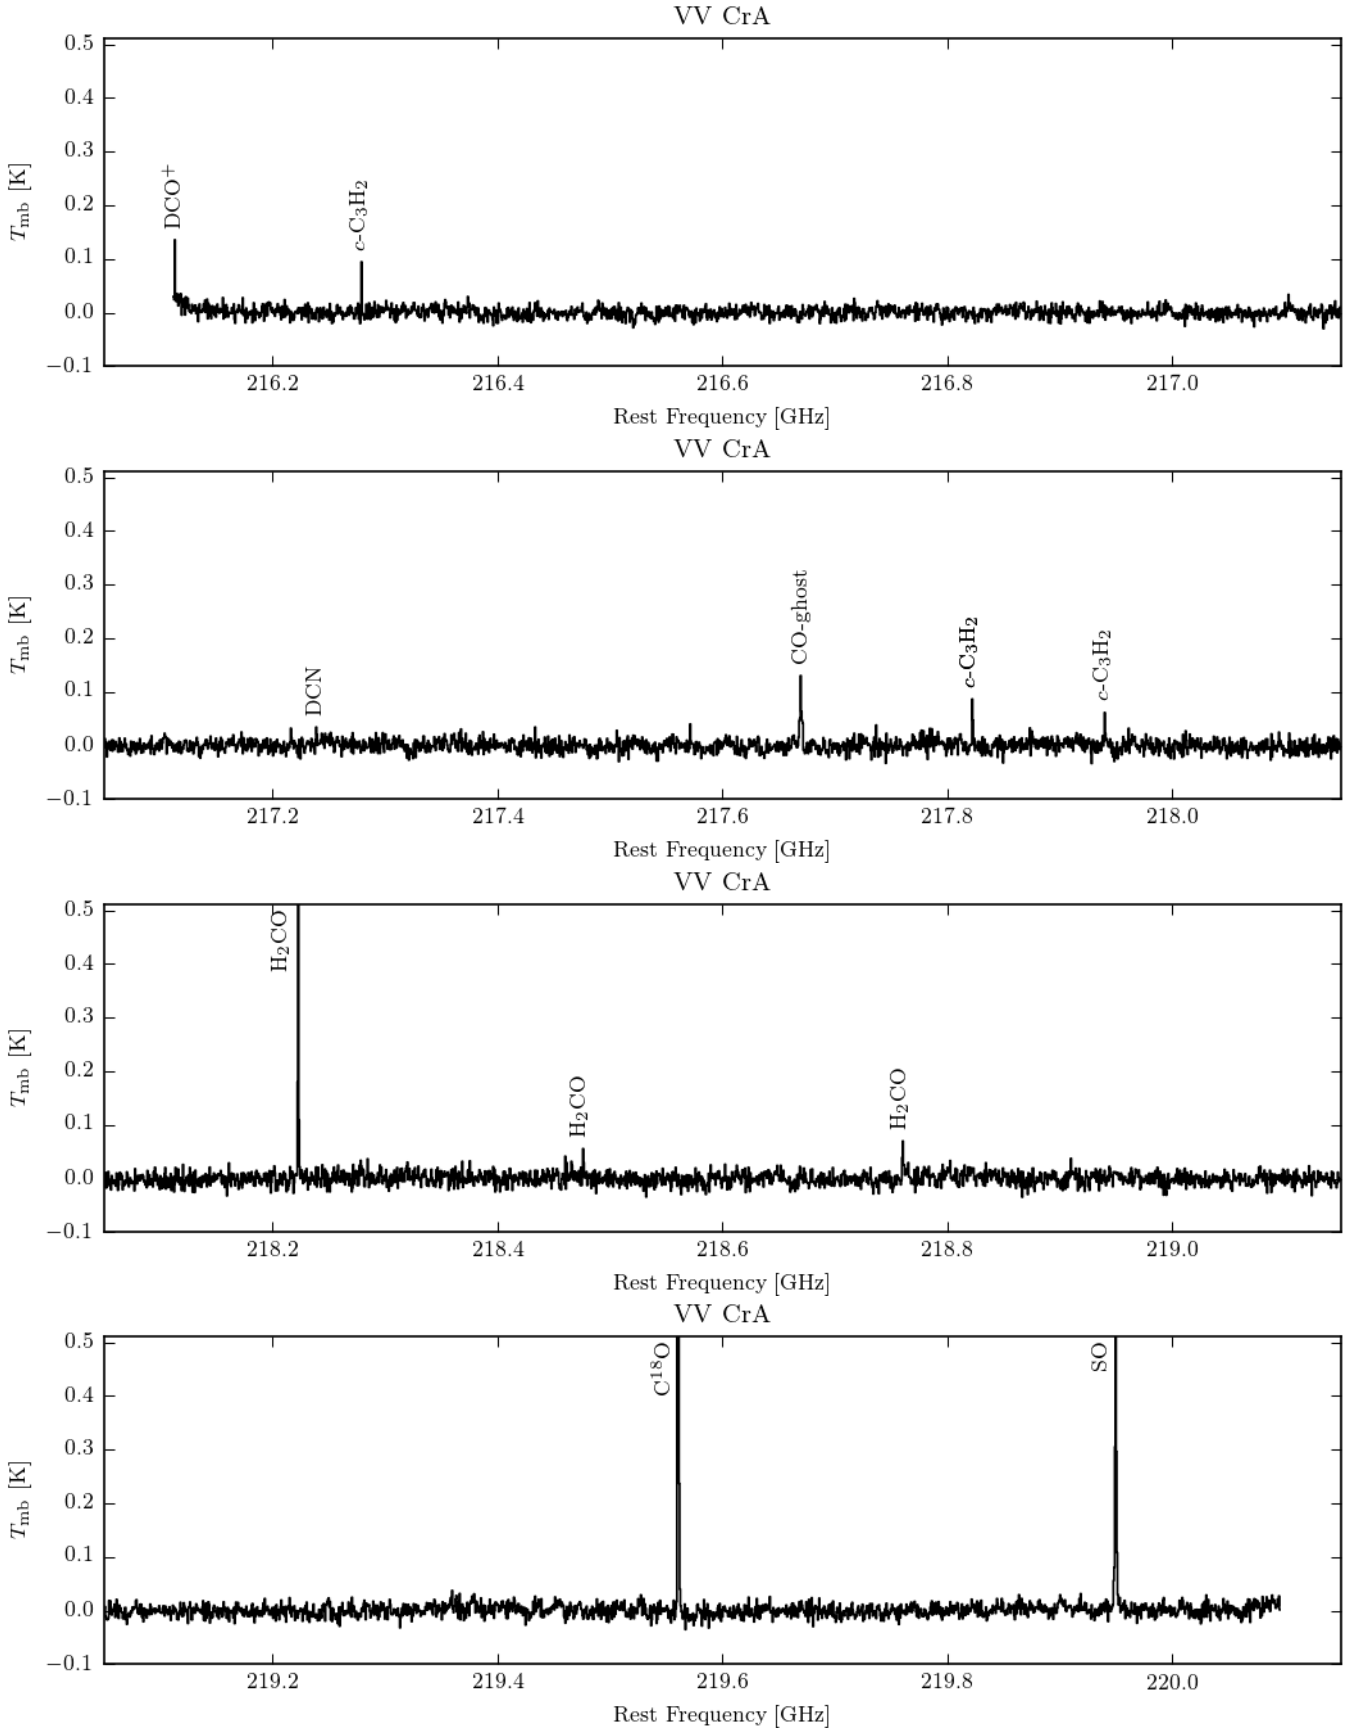 VV CrA
0.5
0.4
0.3
0.2
0.1
0.0
−0.1
T_mb [K]
DCO⁺
c-C₃H₂
216.2 216.4 216.6 216.8 217.0
Rest Frequency [GHz]
VV CrA
0.5
0.4
0.3
0.2
0.1
0.0
−0.1
T_mb [K]
DCN
CO-ghost
c-C₃H₂
c-C₃H₂
217.2 217.4 217.6 217.8 218.0
Rest Frequency [GHz]
VV CrA
0.5
0.4
0.3
0.2
0.1
0.0
−0.1
T_mb [K]
H₂CO
H₂CO
H₂CO
218.2 218.4 218.6 218.8 219.0
Rest Frequency [GHz]
VV CrA
0.5
0.4
0.3
0.2
0.1
0.0
−0.1
T_mb [K]
C¹⁸O
SO
219.2 219.4 219.6 219.8 220.0
Rest Frequency [GHz]